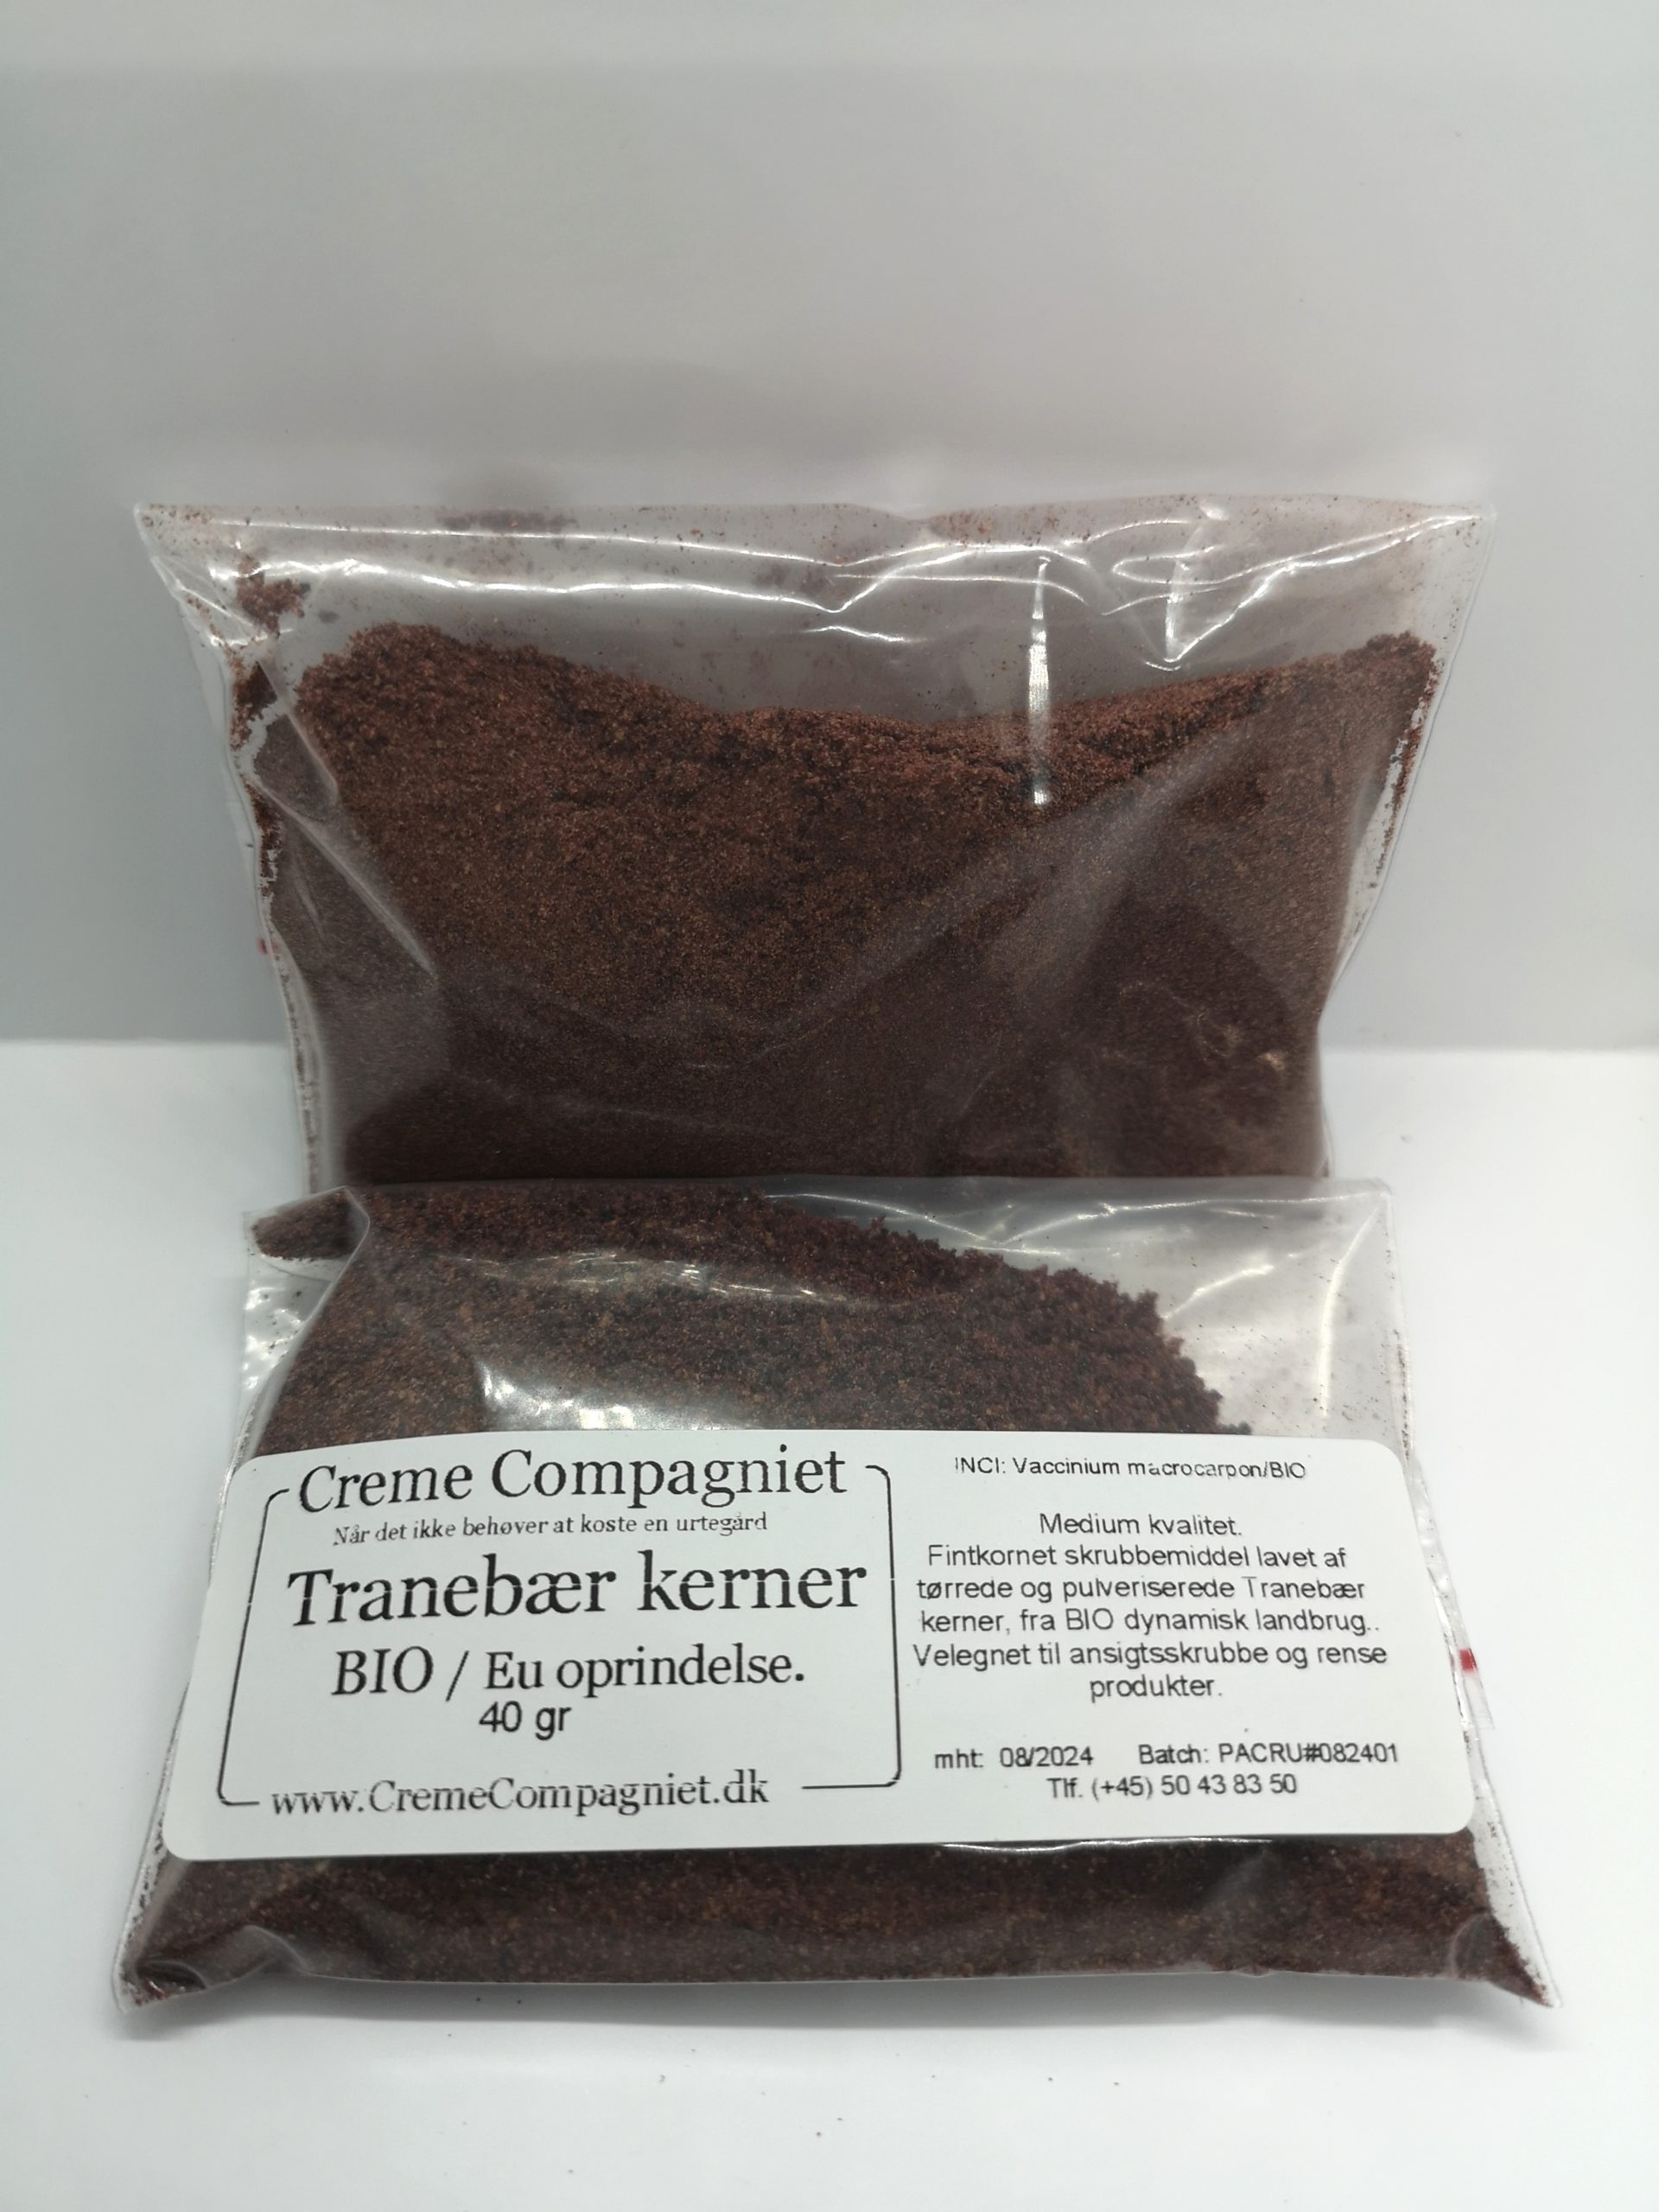 Creme Compagniet
Når det ikke behøver at koste en urtegård
Tranebær kerner
BIO / Eu oprindelse.
40 gr
www.CremeCompagniet.dk
INCI: Vaccinium macrocarpon/BIO
Medium kvalitet.
Fintkornet skrubbemiddel lavet af
tørrede og pulveriserede Tranebær
kerner, fra BIO dynamisk landbrug..
Velegnet til ansigtsskrubbe og rense
produkter.
mht: 08/2024 Batch: PACRU#082401
Tlf. (+45) 50 43 83 50